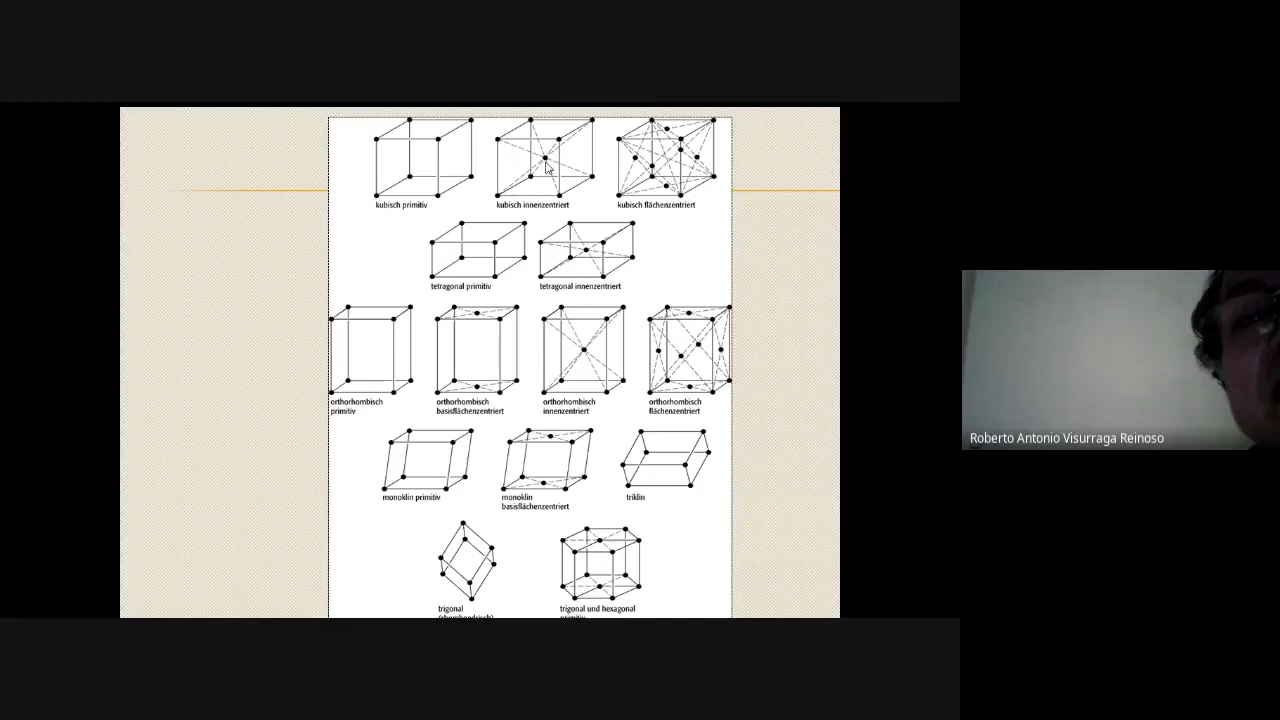 kubisch primitiv
kubisch innenzentriert
kubisch flächenzentriert
tetragonal primitiv
tetragonal innenzentriert
orthorhombisch
primitiv
orthorhombisch
basisflächenzentriert
orthorhombisch
innenzentriert
orthorhombisch
flächenzentriert
monoklin primitiv
monoklin
basisflächenzentriert
triklin
trigonal
trigonal und hexagonal
Roberto Antonio Visurraga Reinoso